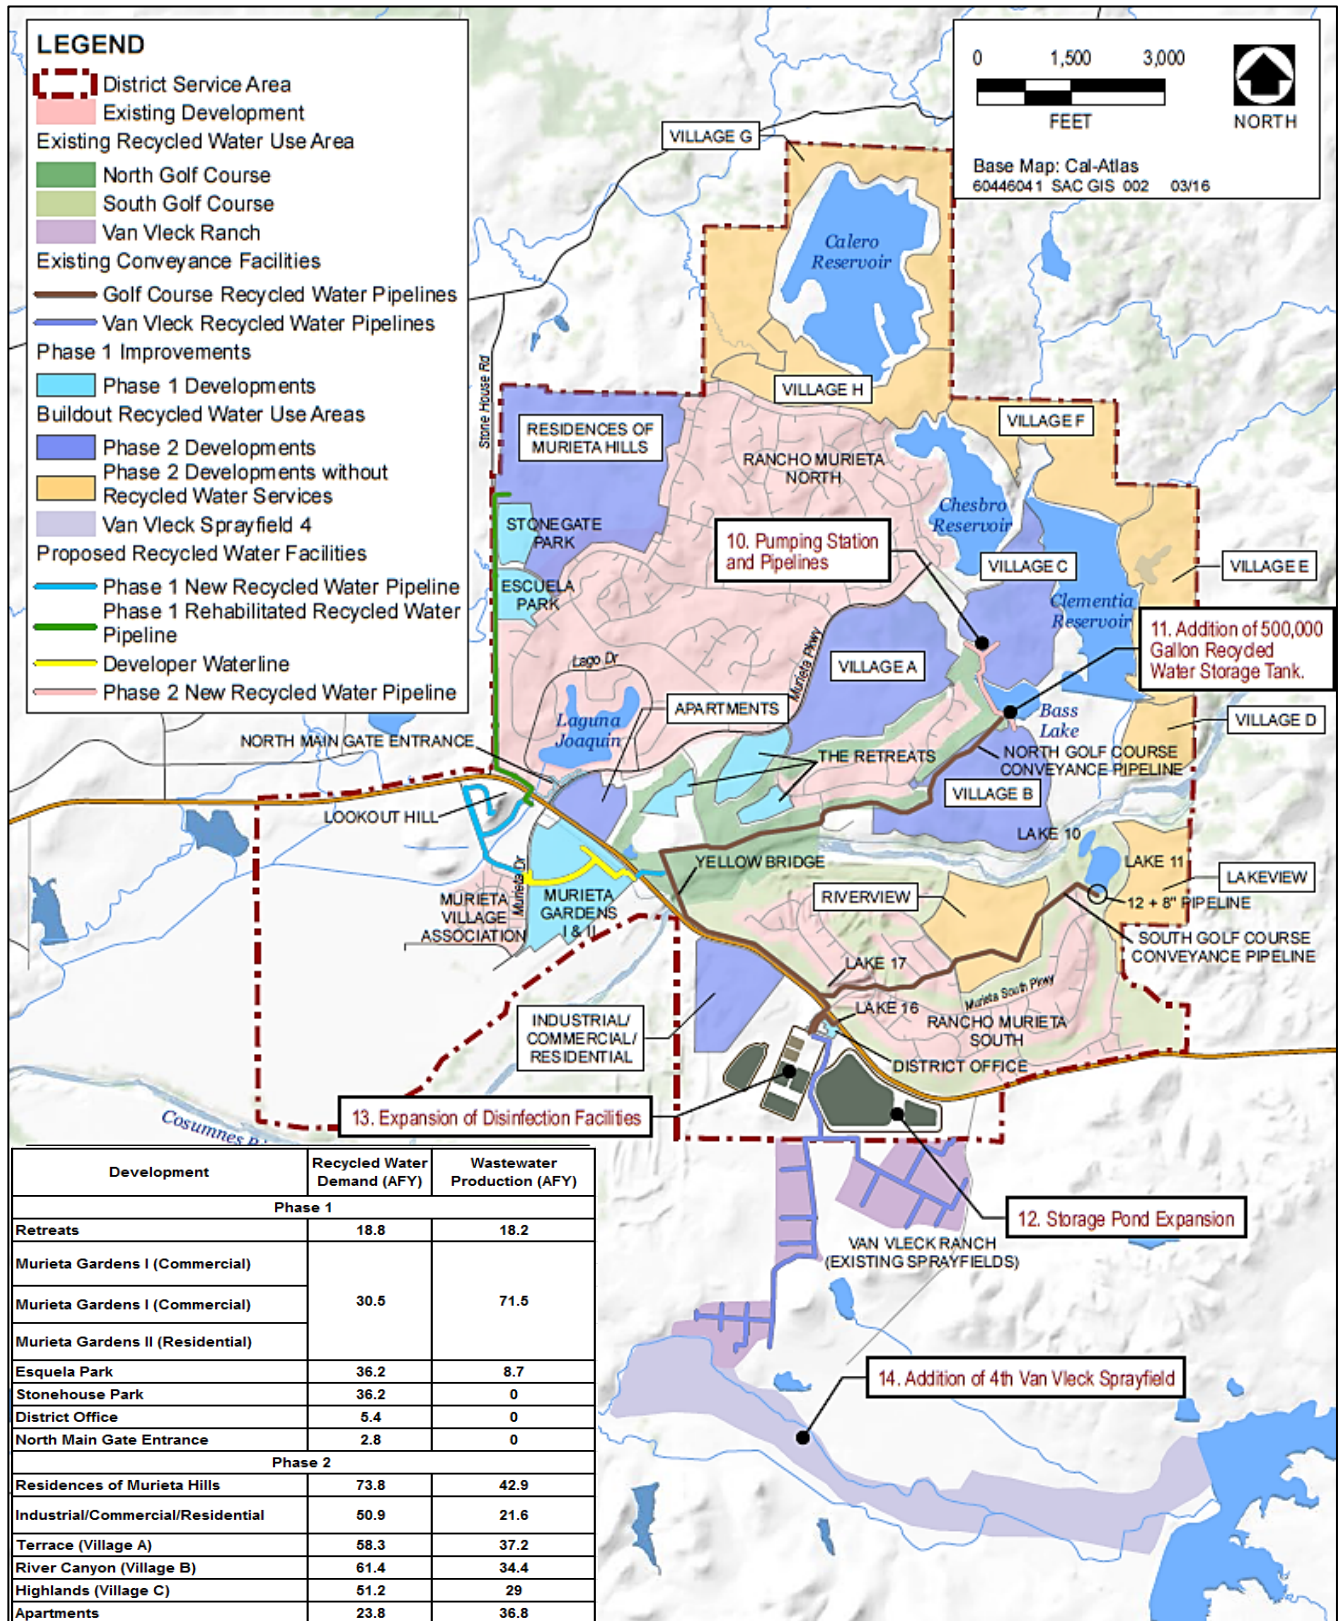 LEGEND
District Service Area
Existing Development
Existing Recycled Water Use Area
North Golf Course
South Golf Course
Van Vleck Ranch
Existing Conveyance Facilities
Golf Course Recycled Water Pipelines
Van Vleck Recycled Water Pipelines
Phase 1 Improvements
Phase 1 Developments
Buildout Recycled Water Use Areas
Phase 2 Developments
Phase 2 Developments without
Recycled Water Services
Van Vleck Sprayfield 4
Proposed Recycled Water Facilities
Phase 1 New Recycled Water Pipeline
Phase 1 Rehabilitated Recycled Water
Pipeline
Developer Waterline
Phase 2 New Recycled Water Pipeline
0 1,500 3,000
FEET
NORTH
Base Map: Cal-Atlas
60446041 SAC GIS 002 03/16
VILLAGE G
Calero
Reservoir
VILLAGE H
VILLAGE F
Stone House Rd
RESIDENCES OF
MURIETA HILLS
RANCHO MURIETA
NORTH
Chesbro
Reservoir
STONEGATE
PARK
10. Pumping Station
and Pipelines
VILLAGE C
VILLAGE E
ESCUELA
PARK
Clementia
Reservoir
11. Addition of 500,000
Gallon Recycled
Water Storage Tank.
Lago Dr
Murieta Pkwy
VILLAGE A
APARTMENTS
Laguna
Joaquin
Bass
Lake
VILLAGE D
NORTH MAIN GATE ENTRANCE
THE RETREATS
NORTH GOLF COURSE
CONVEYANCE PIPELINE
VILLAGE B
LOOKOUT HILL
LAKE 10
YELLOW BRIDGE
LAKE 11
LAKEVIEW
Murieta Dr
MURIETA
VILLAGE
ASSOCIATION
MURIETA
GARDENS
I & II
RIVERVIEW
12 + 8" PIPELINE
SOUTH GOLF COURSE
CONVEYANCE PIPELINE
LAKE 17
Murieta South Pkwy
LAKE 16
RANCHO MURIETA
SOUTH
INDUSTRIAL/
COMMERCIAL/
RESIDENTIAL
DISTRICT OFFICE
13. Expansion of Disinfection Facilities
Cosumnes
12. Storage Pond Expansion
VAN VLECK RANCH
(EXISTING SPRAYFIELDS)
14. Addition of 4th Van Vleck Sprayfield
Development Recycled Water Demand (AFY) Wastewater Production (AFY)
Phase 1
Retreats 18.8 18.2
Murieta Gardens I (Commercial)
Murieta Gardens I (Commercial) 30.5 71.5
Murieta Gardens II (Residential)
Esquela Park 36.2 8.7
Stonehouse Park 36.2 0
District Office 5.4 0
North Main Gate Entrance 2.8 0
Phase 2
Residences of Murieta Hills 73.8 42.9
Industrial/Commercial/Residential 50.9 21.6
Terrace (Village A) 58.3 37.2
River Canyon (Village B) 61.4 34.4
Highlands (Village C) 51.2 29
Apartments 23.8 36.8